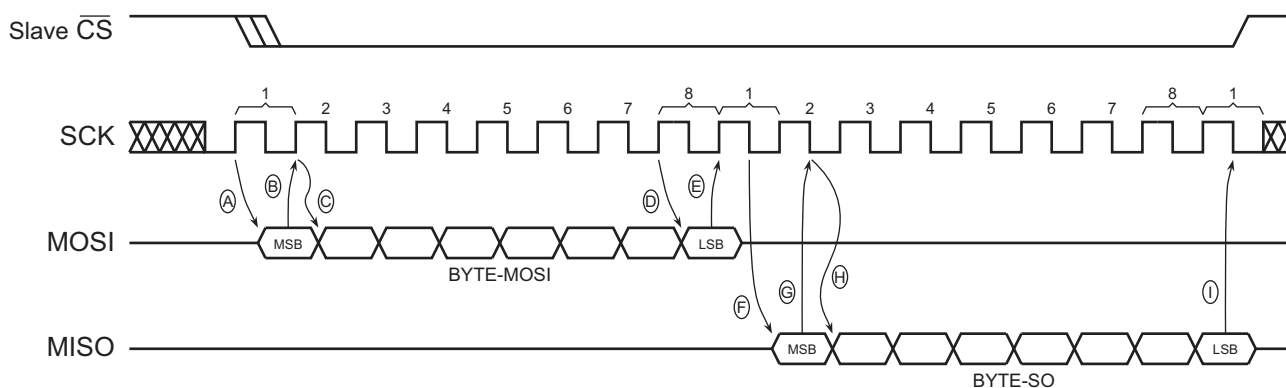 Slave CS
1 2 3 4 5 6 7 8 1 2 3 4 5 6 7 8 1
SCK
A B C D E
MOSI MSB LSB
BYTE-MOSI
F G H I
MISO MSB LSB
BYTE-SO